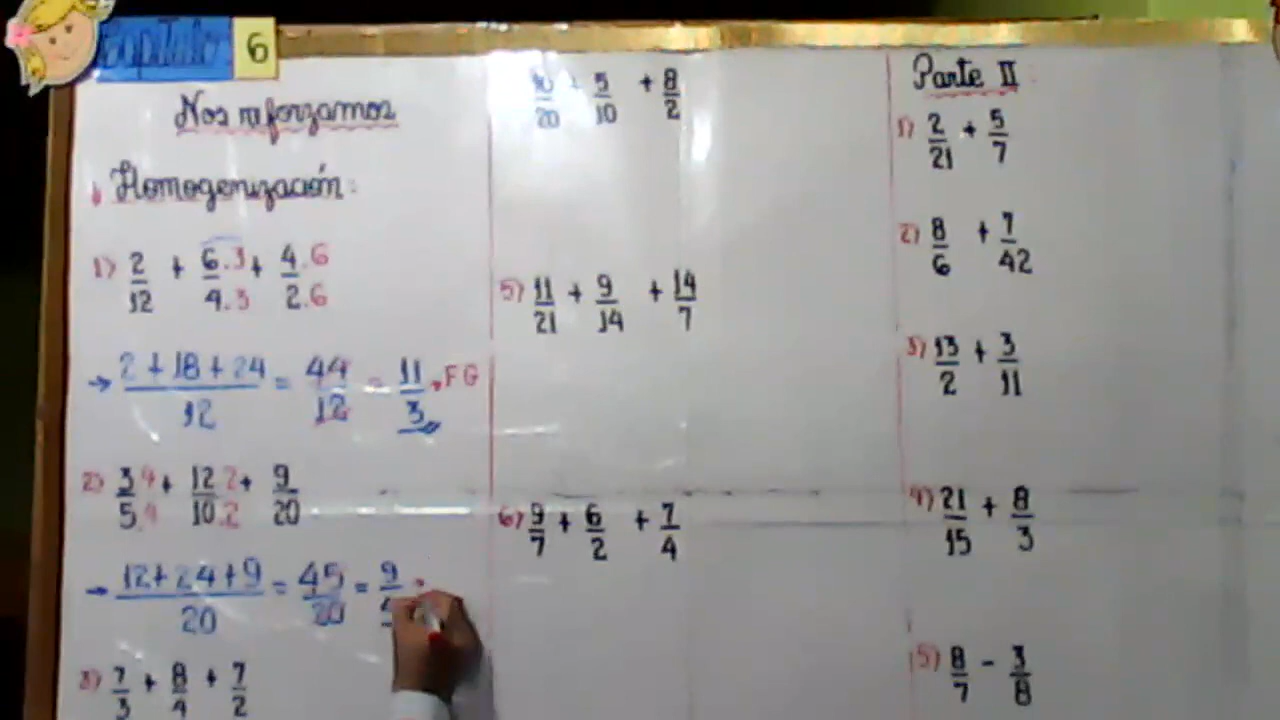 Capítulo 6
Nos reforzamos
Homogenización:
1) 2/12 + 6.3/4.3 + 4.6/2.6
→ 2 + 18 + 24/12 = 44/12 = 11/3 → FG
2) 3.4/5.4 + 12.2/10.2 + 9/20
→ 12 + 24 + 9/20 = 45/20 = 9/
3) 7/3 + 8/4 + 7/2
/20 + 5/10 + 8/2
5) 11/21 + 9/14 + 14/7
6) 9/7 + 6/2 + 7/4
Parte II
1) 2/21 + 5/7
2) 8/6 + 7/42
3) 13/2 + 3/11
4) 21/15 + 8/3
5) 8/7 - 3/8